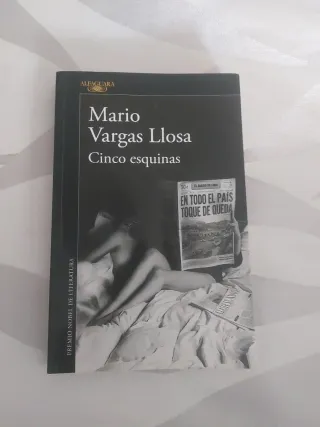 ALFAGUARA
Mario
Vargas Llosa
Cinco esquinas
EN TODO EL PAÍS
TOQUE DE QUEDA
PREMIO NOBEL DE LITERATURA